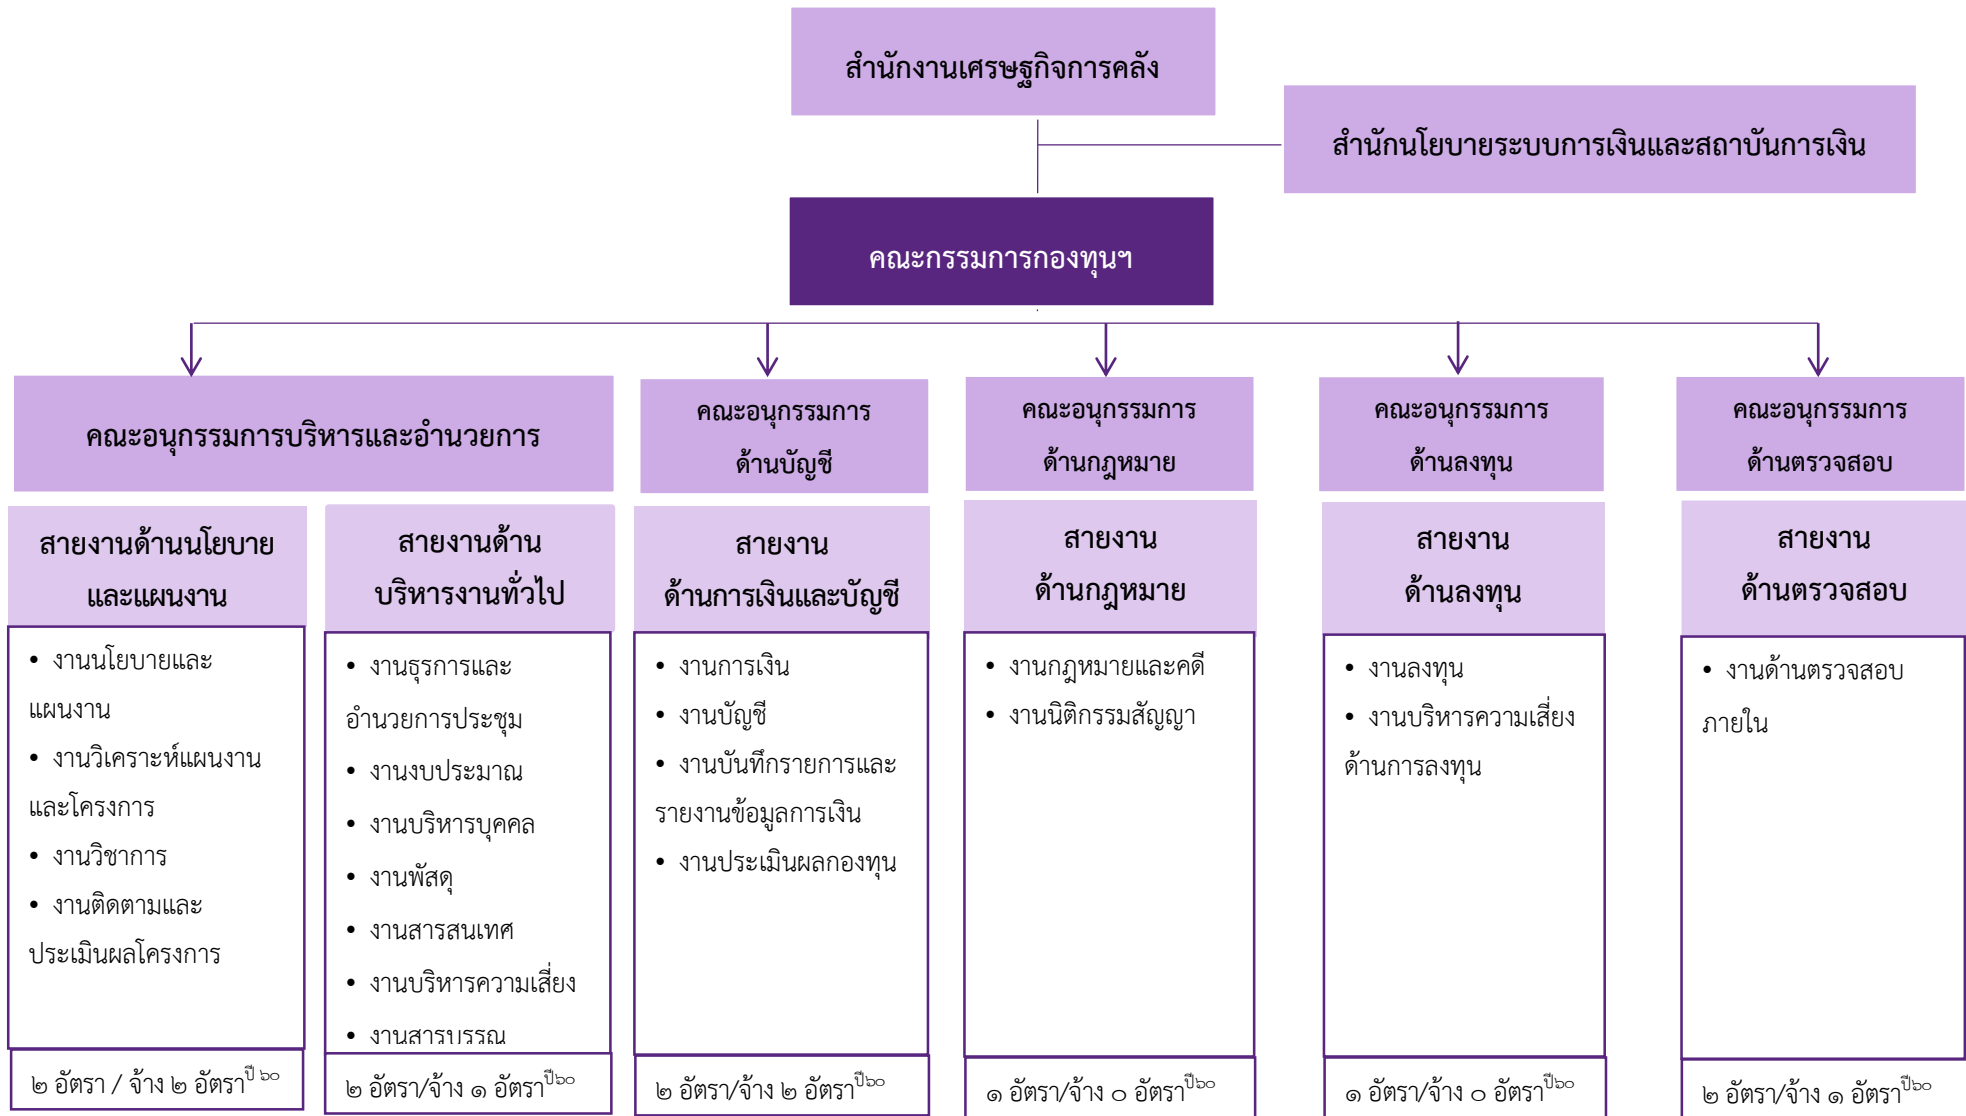 สำนักงานเศรษฐกิจการคลัง
สำนักนโยบายระบบการเงินและสถาบันการเงิน
คณะกรรมการกองทุนฯ
คณะอนุกรรมการบริหารและอำนวยการ
คณะอนุกรรมการ
ด้านบัญชี
คณะอนุกรรมการ
ด้านกฎหมาย
คณะอนุกรรมการ
ด้านลงทุน
คณะอนุกรรมการ
ด้านตรวจสอบ
สายงานด้านนโยบาย
และแผนงาน
• งานนโยบายและ
แผนงาน
• งานวิเคราะห์แผนงาน
และโครงการ
• งานวิชาการ
• งานติดตามและ
ประเมินผลโครงการ
๒ อัตรา / จ้าง ๒ อัตราปี ๖๐
สายงานด้าน
บริหารงานทั่วไป
• งานธุรการและ
อำนวยการประชุม
• งานงบประมาณ
• งานบริหารบุคคล
• งานพัสดุ
• งานสารสนเทศ
• งานบริหารความเสี่ยง
• งานสารบรรณ
๒ อัตรา/จ้าง ๑ อัตราปี๖๐
สายงาน
ด้านการเงินและบัญชี
• งานการเงิน
• งานบัญชี
• งานบันทึกรายการและ
รายงานข้อมูลการเงิน
• งานประเมินผลกองทุน
๒ อัตรา/จ้าง ๒ อัตราปี๖๐
สายงาน
ด้านกฎหมาย
• งานกฎหมายและคดี
• งานนิติกรรมสัญญา
๑ อัตรา/จ้าง ๐ อัตราปี๖๐
สายงาน
ด้านลงทุน
• งานลงทุน
• งานบริหารความเสี่ยง
ด้านการลงทุน
๑ อัตรา/จ้าง ๐ อัตราปี๖๐
สายงาน
ด้านตรวจสอบ
• งานด้านตรวจสอบ
ภายใน
๒ อัตรา/จ้าง ๑ อัตราปี๖๐